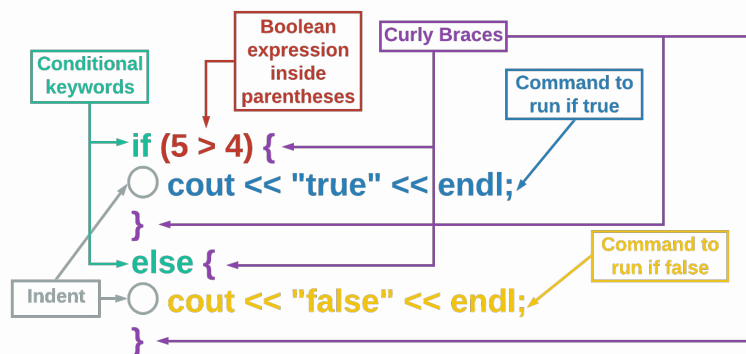 Boolean
expression
inside
parentheses
Curly Braces
Conditional
keywords
Command to
run if true
if (5 > 4) {
cout << "true" << endl;
}
Command to
run if false
else {
Indent
cout << "false" << endl;
}